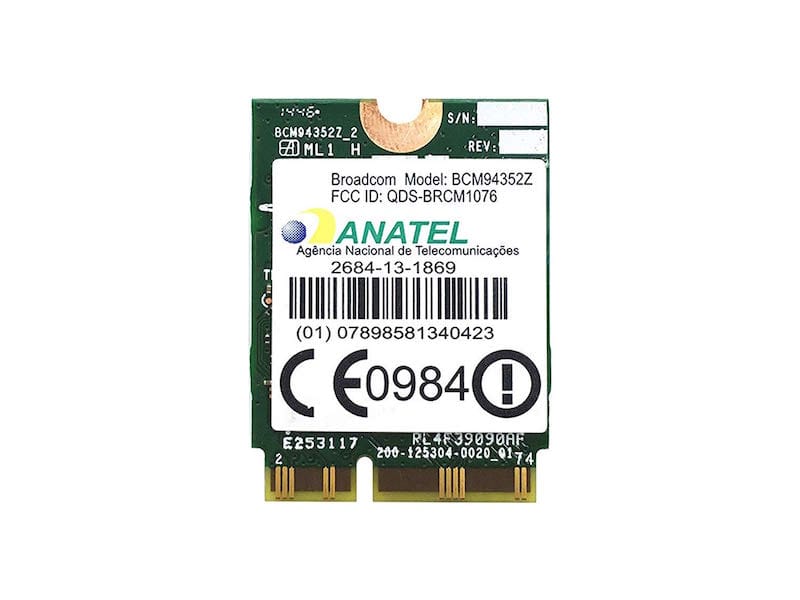 1446
S/N:
BCM94352Z_2
ML1 H
REV:
Broadcom Model: BCM94352Z
FCC ID: QDS-BRCM1076
ANATEL
Agência Nacional de Telecomunicações
2684-13-1869
(01) 07898581340423
CE0984
E253117
RL4F39090AF
200-125304-0020_01
2
74